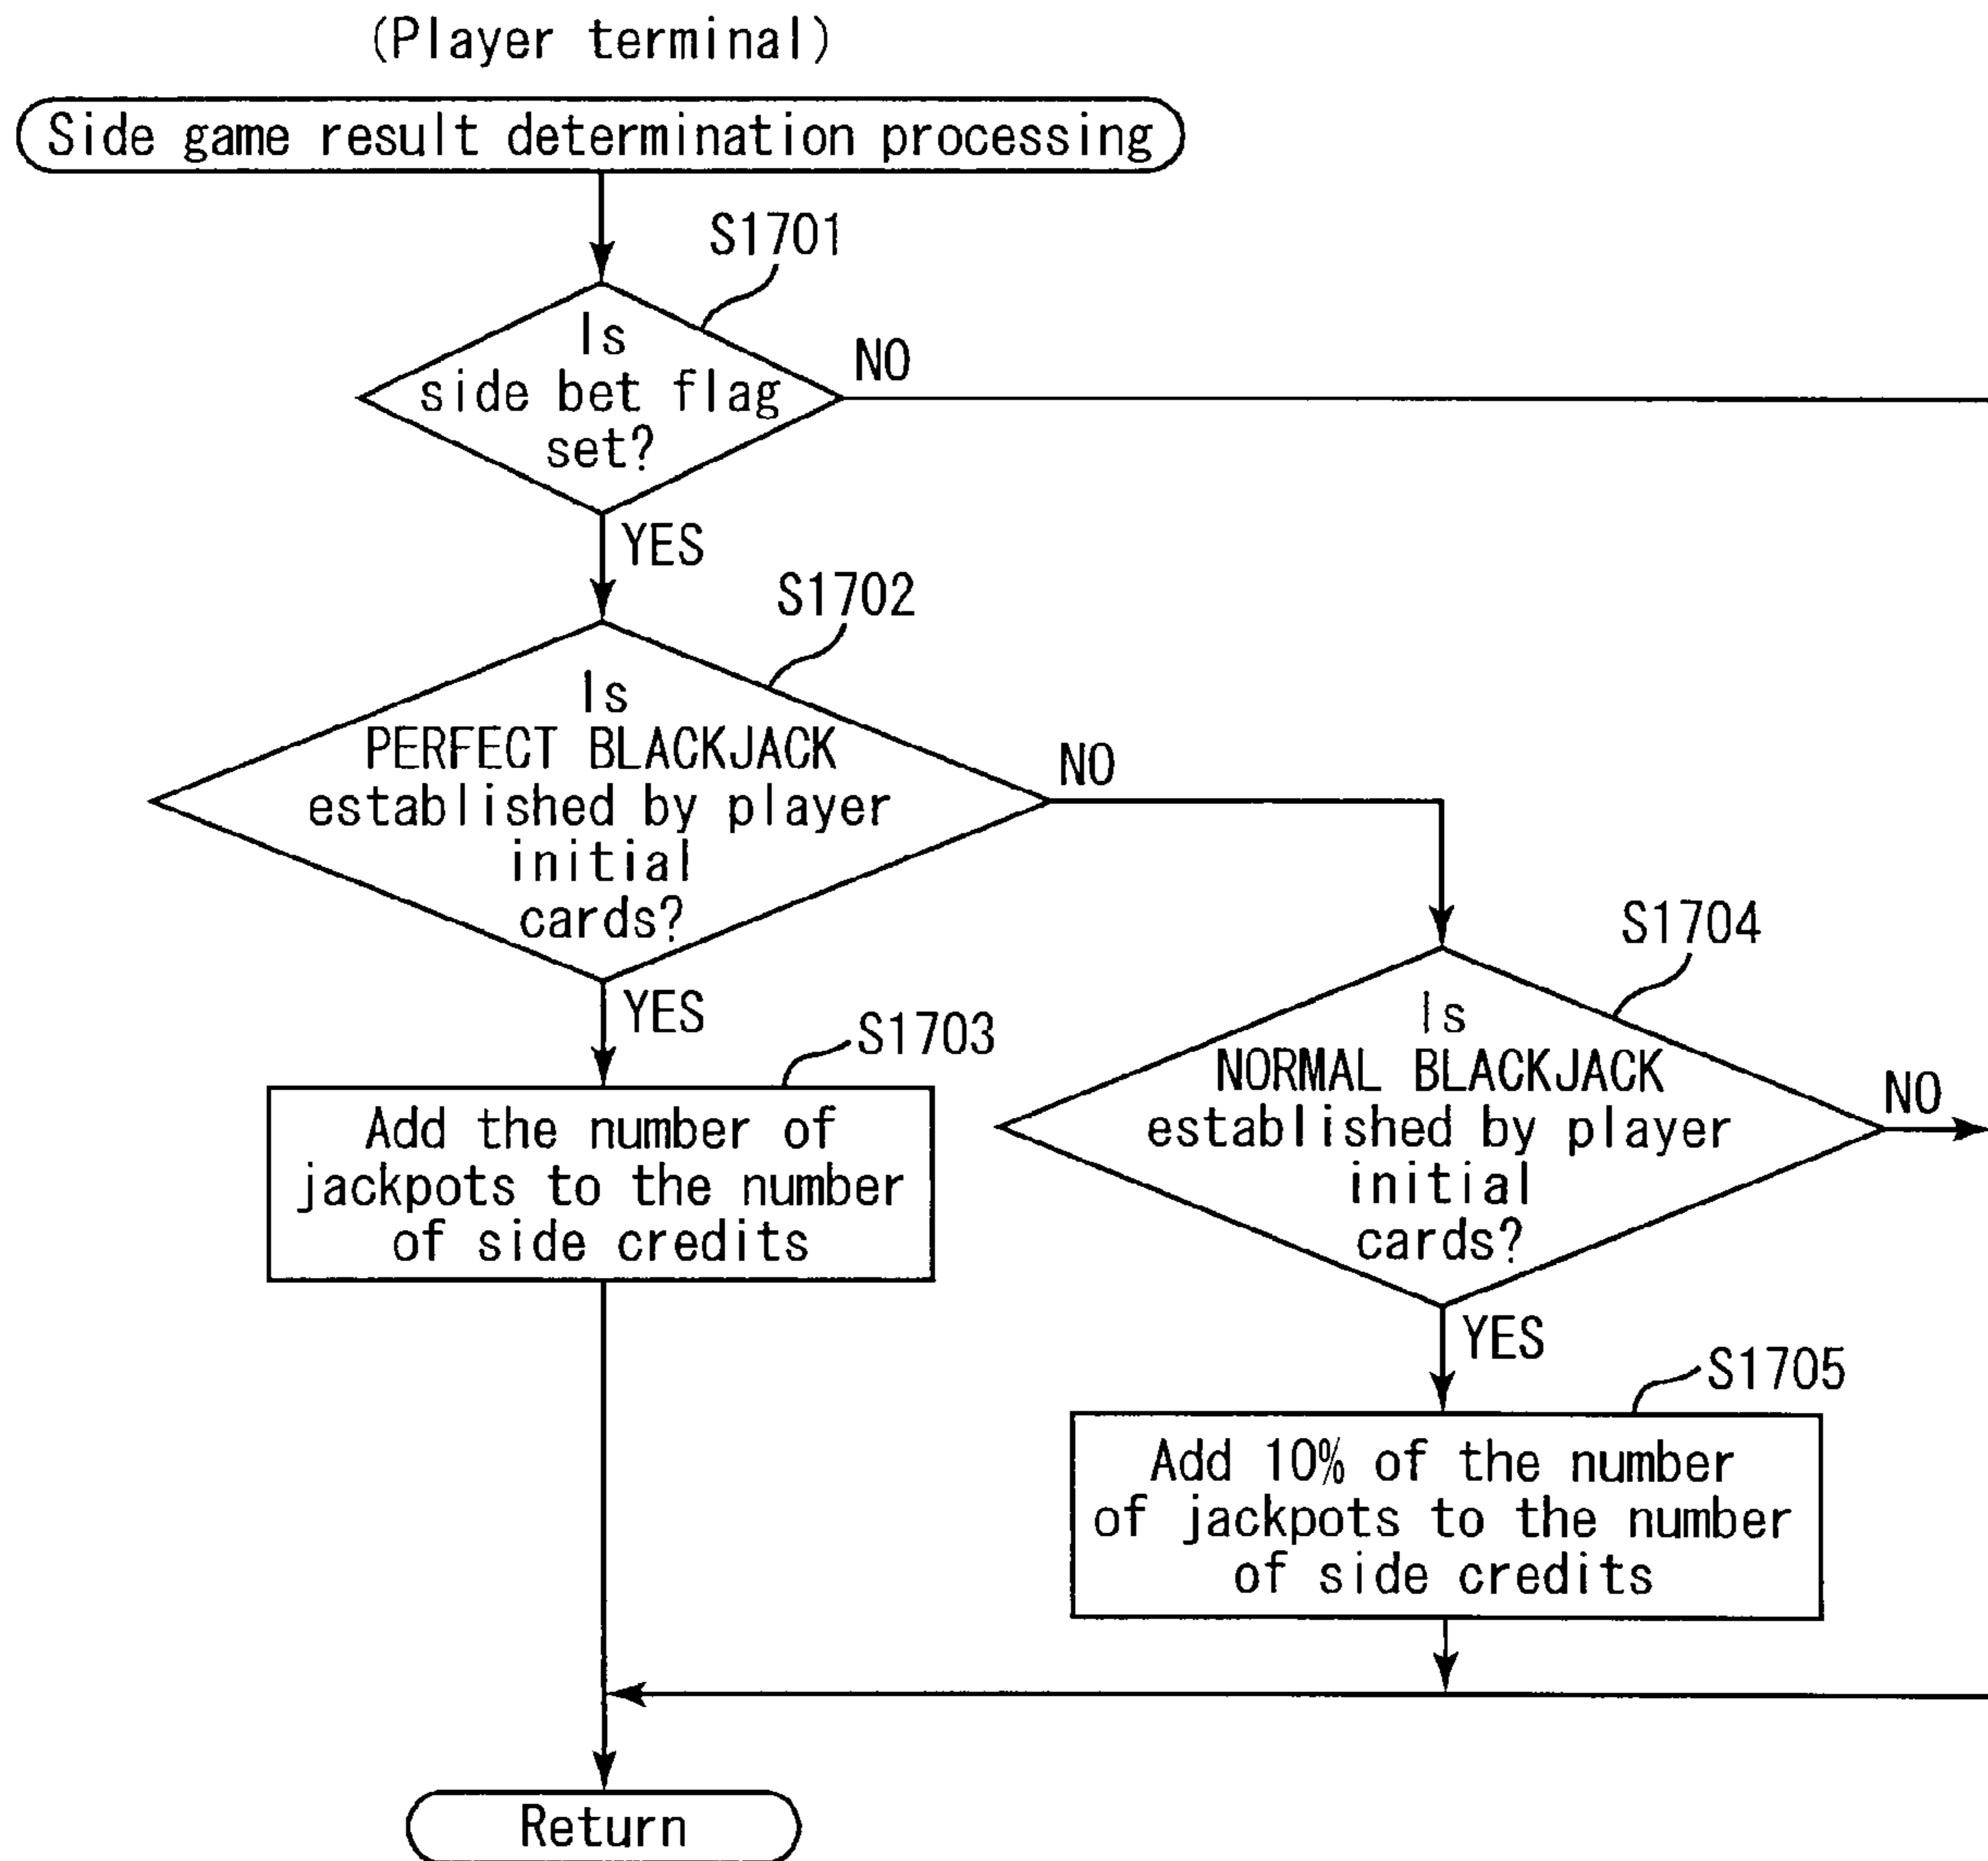 (Player terminal)
Side game result determination processing
S1701
Is
side bet flag
set?
NO
YES
S1702
Is
PERFECT BLACKJACK
established by player
initial
cards?
NO
YES
S1703
Add the number of
jackpots to the number
of side credits
S1704
Is
NORMAL BLACKJACK
established by player
initial
cards?
NO
YES
S1705
Add 10% of the number
of jackpots to the number
of side credits
Return